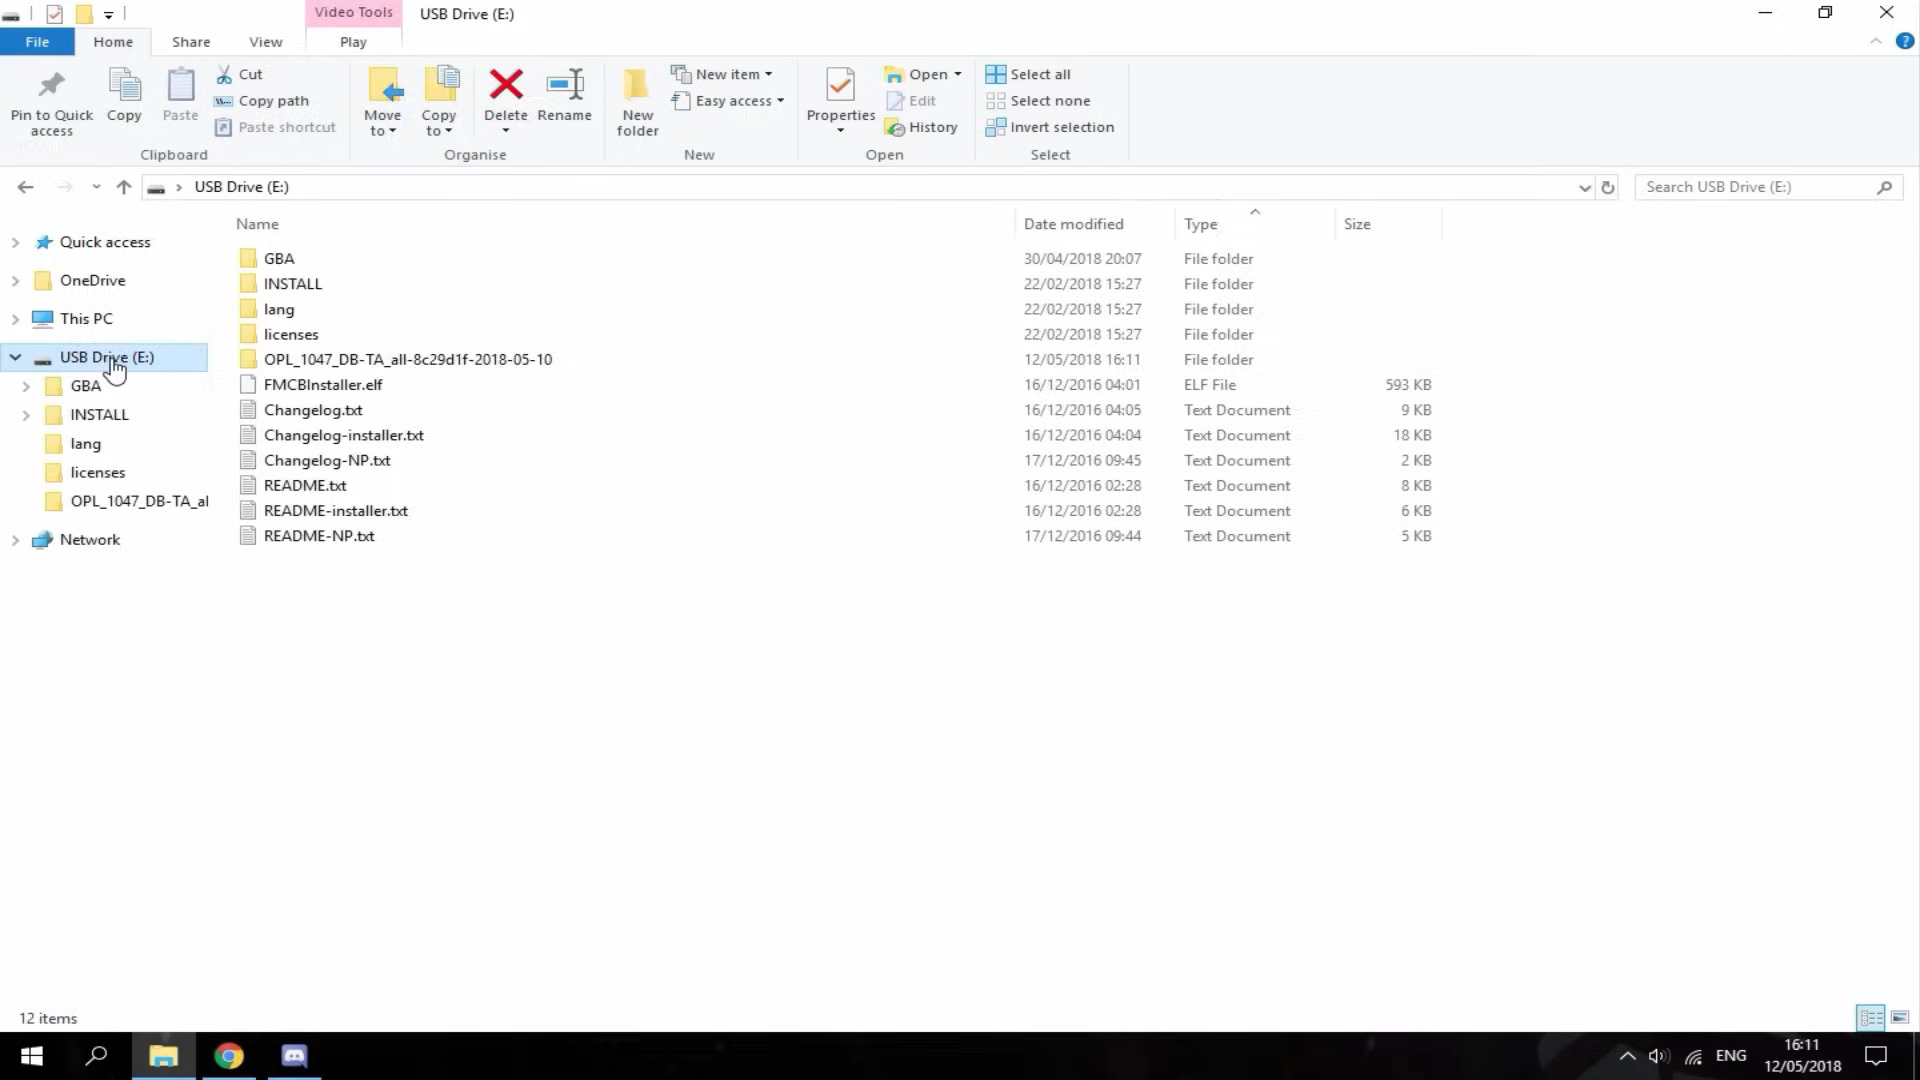 Video Tools
USB Drive (E:)
File
Home
Share
View
Play
Pin to Quick access
Copy
Paste
Cut
Copy path
Paste shortcut
Clipboard
Move to
Copy to
Delete
Rename
Organise
New folder
New item
Easy access
New
Properties
Open
Edit
History
Open
Select all
Select none
Invert selection
Select
USB Drive (E:)
Search USB Drive (E:)
Quick access
OneDrive
This PC
USB Drive (E:)
GBA
INSTALL
lang
licenses
OPL_1047_DB-TA_al
Network
Name Date modified Type Size
GBA 30/04/2018 20:07 File folder
INSTALL 22/02/2018 15:27 File folder
lang 22/02/2018 15:27 File folder
licenses 22/02/2018 15:27 File folder
OPL_1047_DB-TA_all-8c29d1f-2018-05-10 12/05/2018 16:11 File folder
FMCBInstaller.elf 16/12/2016 04:01 ELF File 593 KB
Changelog.txt 16/12/2016 04:05 Text Document 9 KB
Changelog-installer.txt 16/12/2016 04:04 Text Document 18 KB
Changelog-NP.txt 17/12/2016 09:45 Text Document 2 KB
README.txt 16/12/2016 02:28 Text Document 8 KB
README-installer.txt 16/12/2016 02:28 Text Document 6 KB
README-NP.txt 17/12/2016 09:44 Text Document 5 KB
12 items
ENG
16:11
12/05/2018